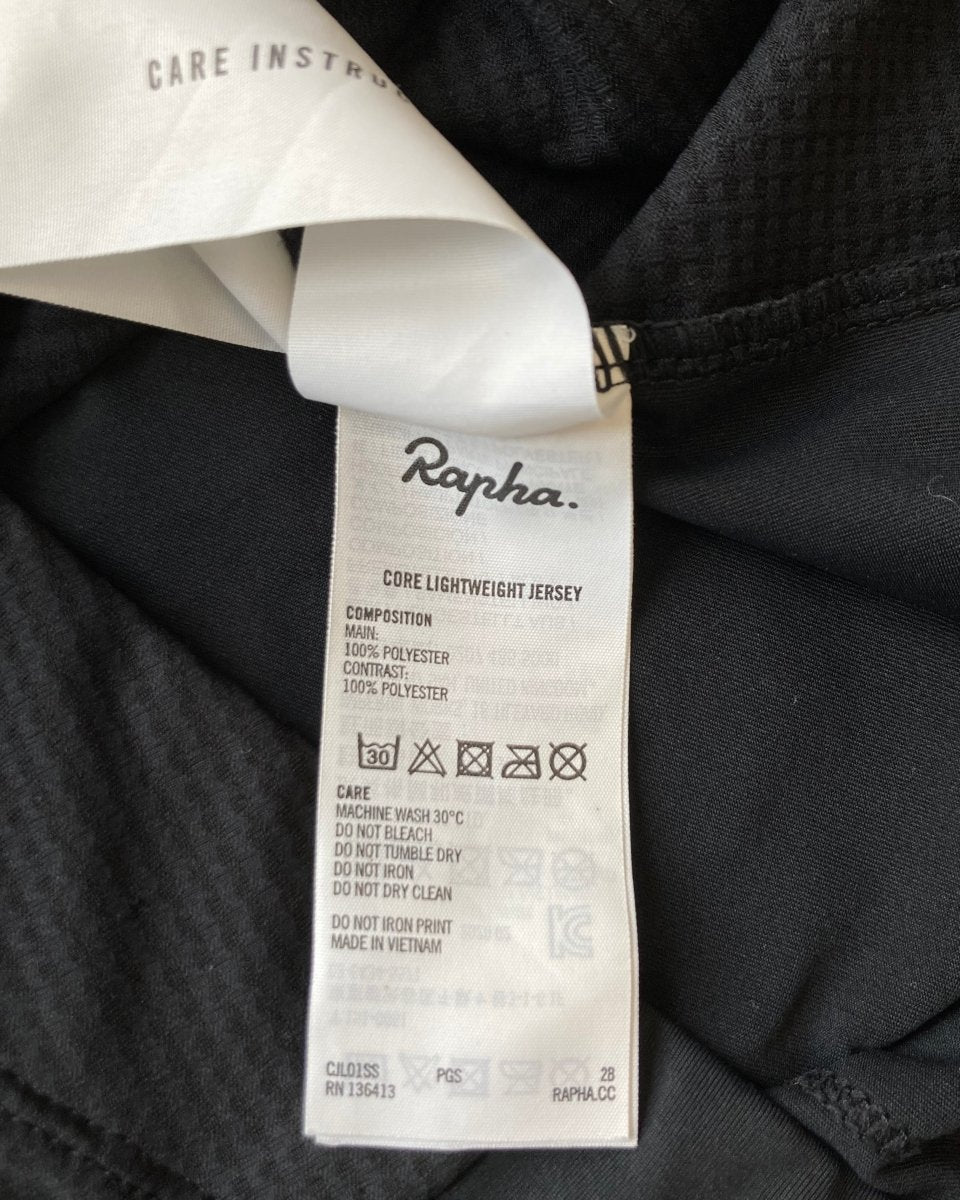 CARE INSTRU
Rapha.
CORE LIGHTWEIGHT JERSEY
COMPOSITION
MAIN:
100% POLYESTER
CONTRAST:
100% POLYESTER
30
CARE
MACHINE WASH 30°C
DO NOT BLEACH
DO NOT TUMBLE DRY
DO NOT IRON
DO NOT DRY CLEAN
DO NOT IRON PRINT
MADE IN VIETNAM
CJL01SS PGS 2B
RN 136413 RAPHA.CC